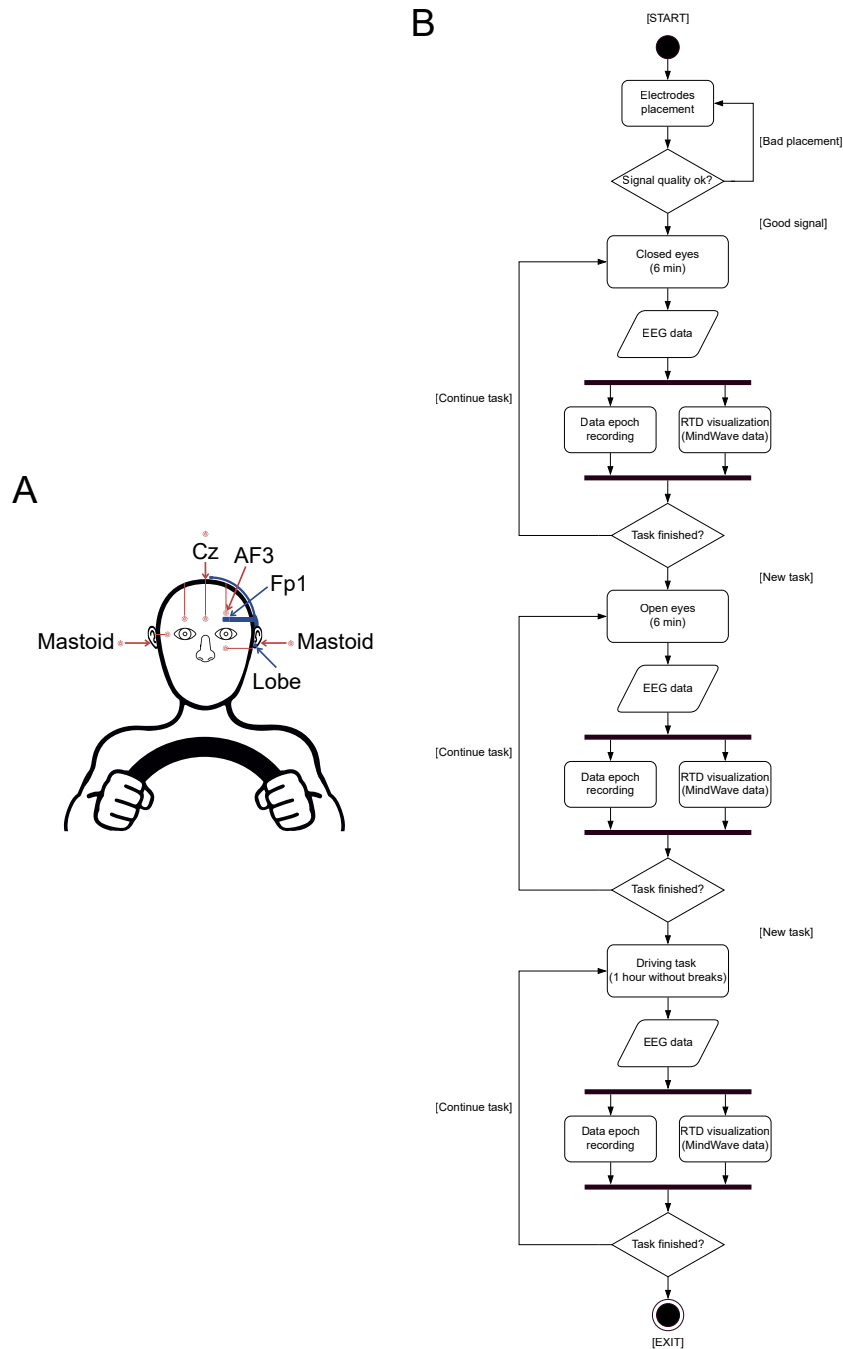 A
Cz
AF3
Fp1
Mastoid
Mastoid
Lobe
B
[START]
Electrodes
placement
[Bad placement]
Signal quality ok?
[Good signal]
Closed eyes
(6 min)
EEG data
[Continue task]
Data epoch
recording
RTD visualization
(MindWave data)
Task finished?
[New task]
Open eyes
(6 min)
EEG data
[Continue task]
Data epoch
recording
RTD visualization
(MindWave data)
Task finished?
[New task]
Driving task
(1 hour without breaks)
EEG data
[Continue task]
Data epoch
recording
RTD visualization
(MindWave data)
Task finished?
[EXIT]